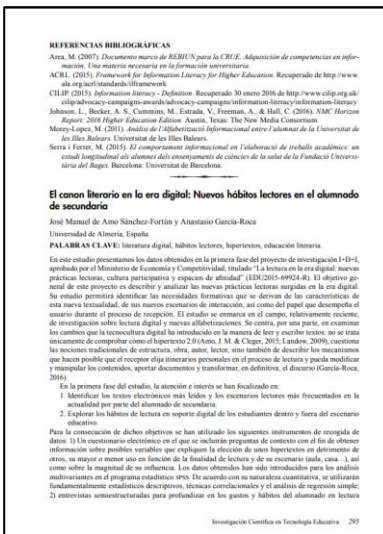 REFERENCIAS BIBLIOGRÁFICAS
Area, M. (2007). Documento marco de REBIUN para la CRUE. Adquisición de competencias en infor-
mación. Una materia necesaria en la formación universitaria.
ACRL. (2015). Framework for Information Literacy for Higher Education. Recuperado de http://www.
ala.org/acrl/standards/ilframework
CILIP. (2015). Information literacy - Definition. Recuperado 30 enero 2016 de http://www.cilip.org.uk/
cilip/advocacy-campaigns-awards/advocacy-campaigns/information-literacy/information-literacy
Johnson, L., Becker, A. S., Cummins, M., Estrada, V., Freeman, A., & Hall, C. (2016). NMC Horizon
Report: 2016 Higher Education Edition. Austin, Texas: The New Media Consortium.
Morey-Lopez, M. (2011). Anàlisi de l'Alfabetització Informacional entre l'alumnat de la Universitat de
les Illes Balears. Universitat de les Illes Balears.
Serra i Ferrer, M. (2015). El comportament informacional en l'elaboració de treballs acadèmics: un
estudi longitudinal als alumnes dels ensenyaments de ciències de la salut de la Fundació Universi-
tària del Bages. Barcelona: Universitat de Barcelona.
El canon literario en la era digital: Nuevos hábitos lectores en el alumnado
de secundaria
José Manuel de Amo Sánchez-Fortún y Anastasio García-Roca
Universidad de Almería, España
PALABRAS CLAVE: literatura digital, hábitos lectores, hipertextos, educación literaria.
En este estudio presentamos los datos obtenidos en la primera fase del proyecto de investigación I+D+I,
aprobado por el Ministerio de Economía y Competitividad, titulado "La lectura en la era digital: nuevas
prácticas lectoras, cultura participativa y espacios de afinidad" (EDU2015-69924-R). El objetivo ge-
neral de este proyecto es describir y analizar las nuevas prácticas lectoras surgidas en la era digital.
Su estudio permitirá identificar las necesidades formativas que se derivan de las características de
esta nueva textualidad, de sus nuevos escenarios de interacción, así como del papel que desempeña el
usuario durante el proceso de recepción. El estudio se enmarca en el campo, relativamente reciente,
de investigación sobre lectura digital y nuevas alfabetizaciones. Se centra, por una parte, en examinar
los cambios que la tecnocultura digital ha introducido en la manera de leer y escribir textos: no se trata
únicamente de comprobar cómo el hipertexto 2.0 (Amo, J. M. & Cleger, 2015; Landow, 2009), cuestiona
las nociones tradicionales de estructura, obra, autor, lector, sino también de describir los mecanismos
que hacen posible que el receptor elija itinerarios personales en el proceso de lectura y pueda modificar
y manipular los contenidos, aportar documentos y transformar, en definitiva, el discurso (García-Roca,
2016).
En la primera fase del estudio, la atención e interés se han focalizado en:
1. Identificar los textos electrónicos más leídos y los escenarios lectores más frecuentados en la
actualidad por parte del alumnado de secundaria.
2. Explorar los hábitos de lectura en soporte digital de los estudiantes dentro y fuera del escenario
educativo.
Para la consecución de dichos objetivos se han utilizado los siguientes instrumentos de recogida de
datos: 1) Un cuestionario electrónico en el que se incluirán preguntas de contexto con el fin de obtener
información sobre posibles variables que expliquen la elección de unos hipertextos en detrimento de
otros, su mayor o menor uso en función de la finalidad de lectura y de su escenario (aula, casa…), así
como sobre la magnitud de su influencia. Los datos obtenidos han sido introducidos para los análisis
multivariantes en el programa estadístico SPSS. De acuerdo con su naturaleza cuantitativa, se utilizarán
fundamentalmente estadísticos descriptivos, técnicas correlacionales y el análisis de regresión simple;
2) entrevistas semiestructuradas para profundizar en los gustos y hábitos del alumnado en lectura
Investigación Científica en Tecnología Educativa 295